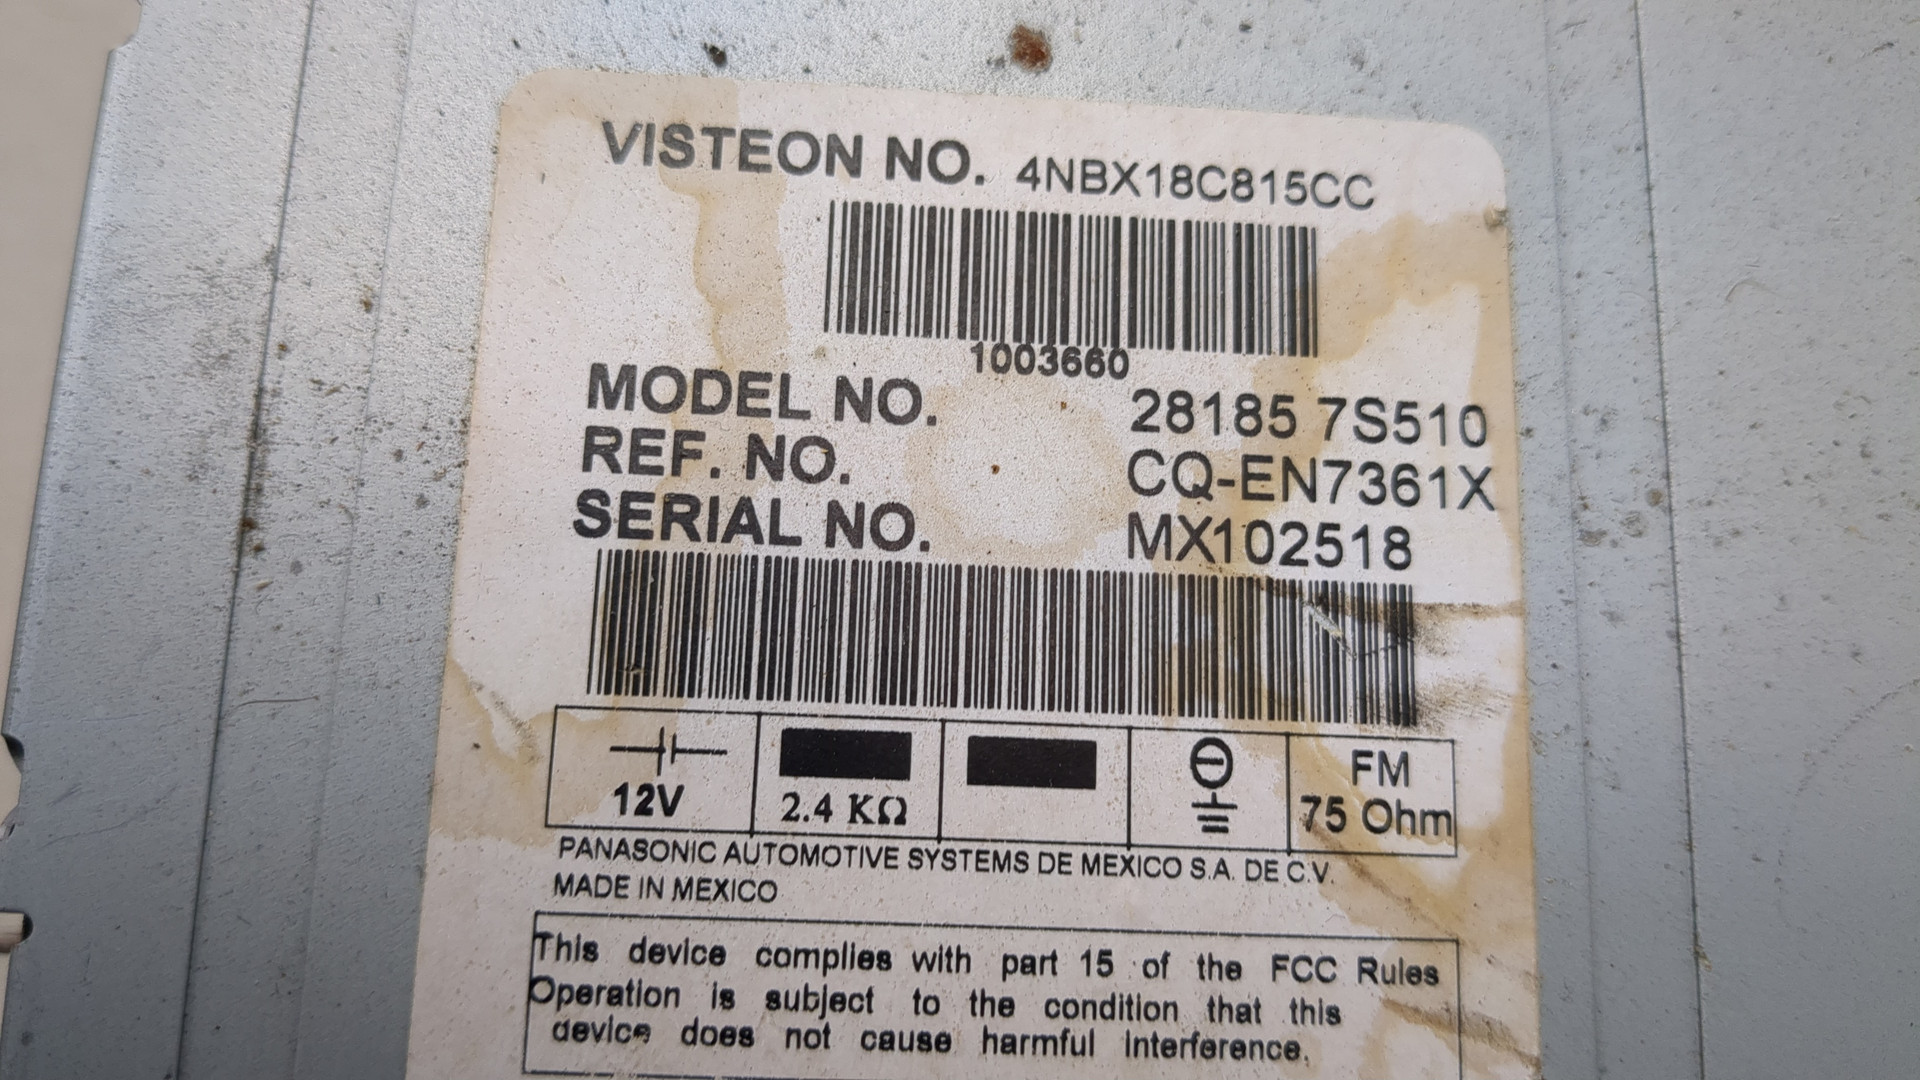 VISTEON NO. 4NBX18C815CC
1003660
MODEL NO. 28185 7S510
REF. NO. CQ-EN7361X
SERIAL NO. MX102518
12V 2.4 KΩ FM 75 Ohm
PANASONIC AUTOMOTIVE SYSTEMS DE MEXICO S.A. DE C.V.
MADE IN MEXICO
This device complies with part 15 of the FCC Rules
Operation is subject to the condition that this
device does not cause harmful interference.